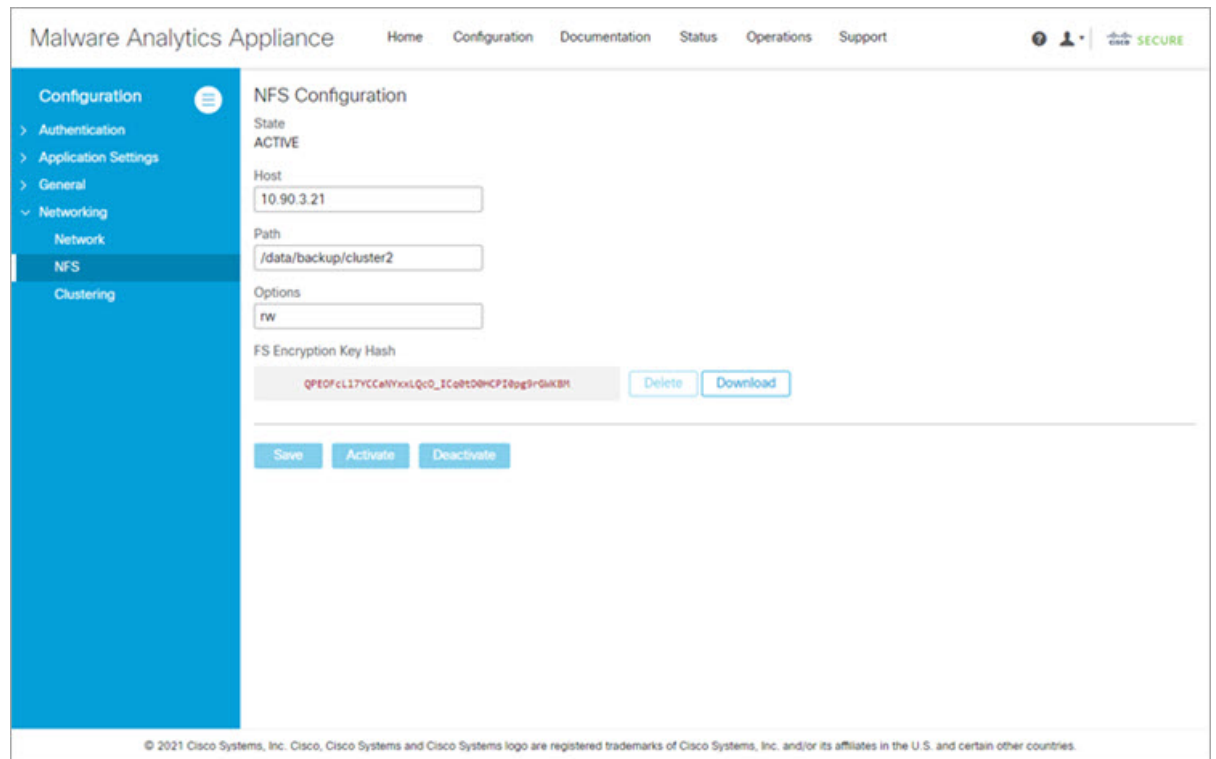 Malware Analytics Appliance Home Configuration Documentation Status Operations Support ? cisco SECURE
Configuration
> Authentication
> Application Settings
> General
Networking
Network
NFS
Clustering
NFS Configuration
State
ACTIVE
Host
10.90.3.21
Path
/data/backup/cluster2
Options
rw
FS Encryption Key Hash
Delete Download
Save Activate Deactivate
© 2021 Cisco Systems, Inc. Cisco, Cisco Systems and Cisco Systems logo are registered trademarks of Cisco Systems, Inc. and/or its affiliates in the U.S. and certain other countries.